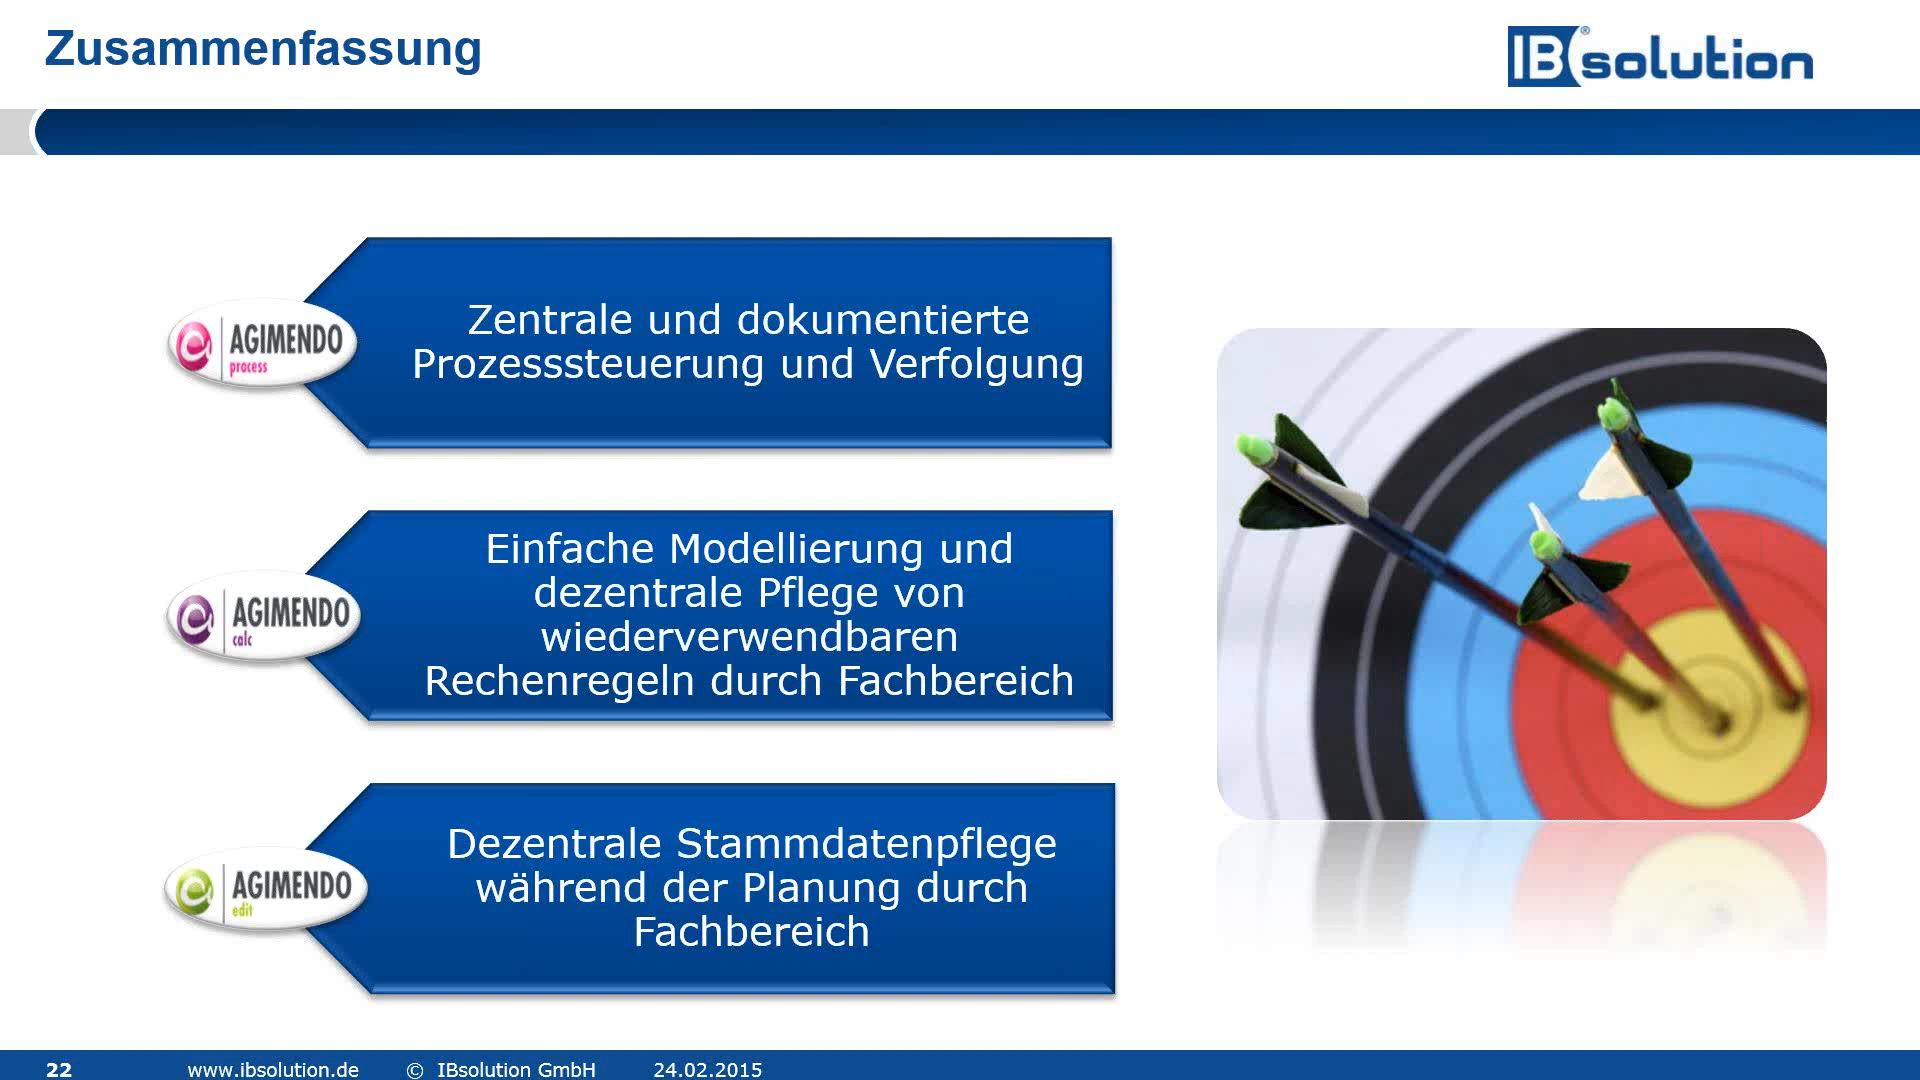 Zusammenfassung
IBsolution®
AGIMENDO
process
Zentrale und dokumentierte
Prozesssteuerung und Verfolgung
AGIMENDO
calc
Einfache Modellierung und
dezentrale Pflege von
wiederverwendbaren
Rechenregeln durch Fachbereich
AGIMENDO
edit
Dezentrale Stammdatenpflege
während der Planung durch
Fachbereich
22 www.ibsolution.de © IBsolution GmbH 24.02.2015